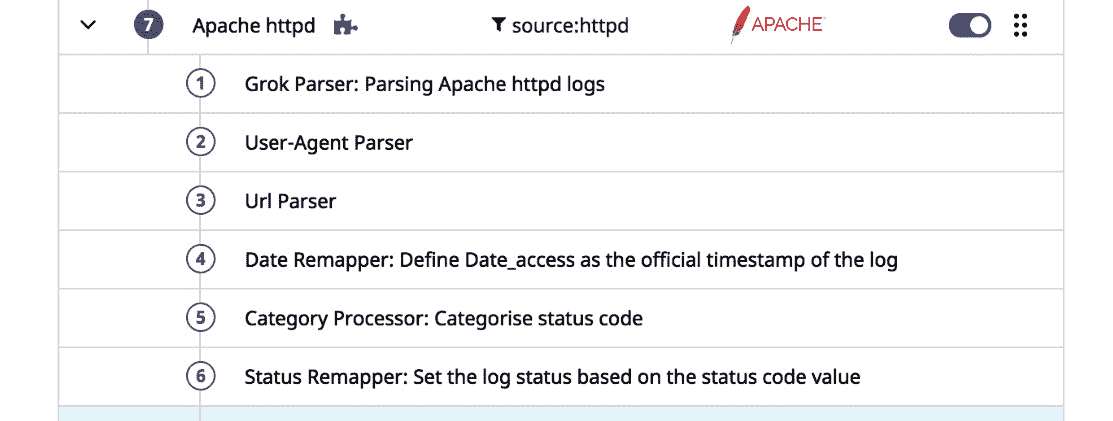 7 Apache httpd source:httpd APACHE
1 Grok Parser: Parsing Apache httpd logs
2 User-Agent Parser
3 Url Parser
4 Date Remapper: Define Date_access as the official timestamp of the log
5 Category Processor: Categorise status code
6 Status Remapper: Set the log status based on the status code value